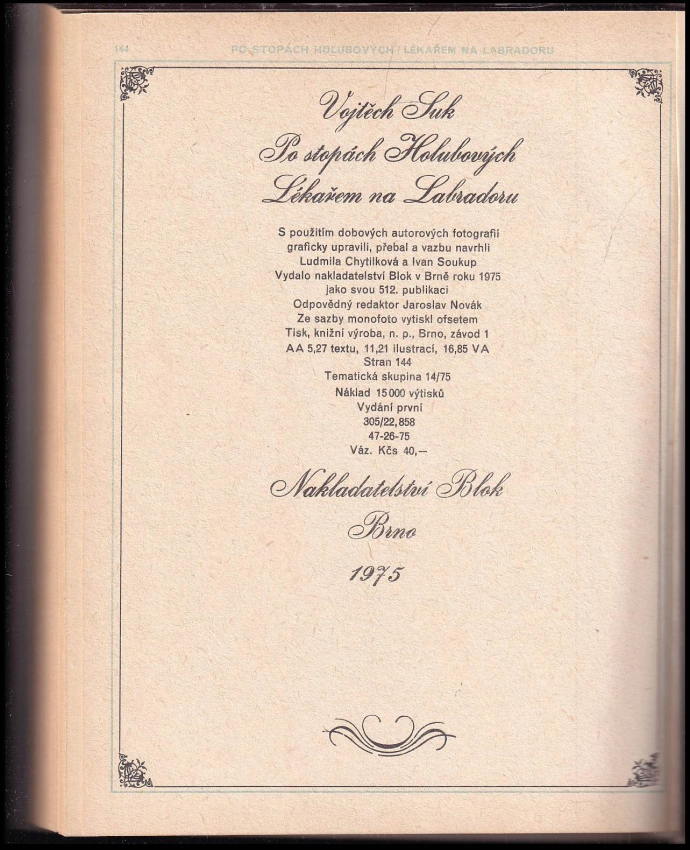 144
PO STOPÁCH HOLUBOVÝCH / LÉKAŘEM NA LABRADORU
Vojtěch Suk
Po stopách Holubových
Lékařem na Labradoru
S použitím dobových autorových fotografií
graficky upravili, přebal a vazbu navrhli
Ludmila Chytilková a Ivan Soukup
Vydalo nakladatelství Blok v Brně roku 1975
jako svou 512. publikaci
Odpovědný redaktor Jaroslav Novák
Ze sazby monofoto vytiskl ofsetem
Tisk, knižní výroba, n. p., Brno, závod 1
AA 5,27 textu, 11,21 ilustrací, 16,85 VA
Stran 144
Tematická skupina 14/75
Náklad 15 000 výtisků
Vydání první
305/22,858
47-26-75
Váz. Kčs 40,—
Nakladatelství Blok
Brno
1975